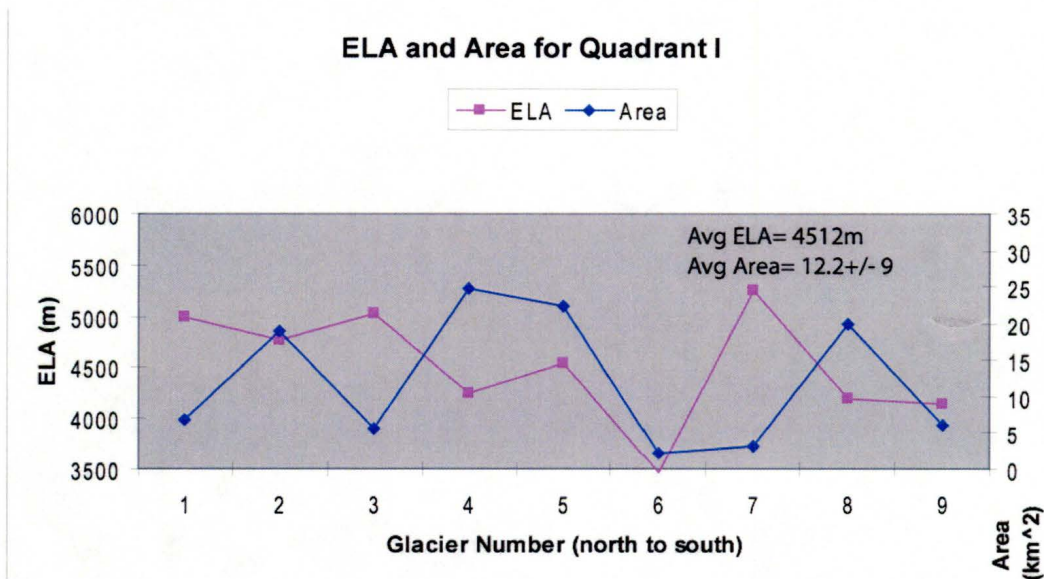 ELA and Area for Quadrant I
ELA Area
Avg ELA= 4512m
Avg Area= 12.2+/- 9
6000
5500
5000
4500
4000
3500
ELA (m)
35
30
25
20
15
10
5
0
Area
(km^2)
1 2 3 4 5 6 7 8 9
Glacier Number (north to south)